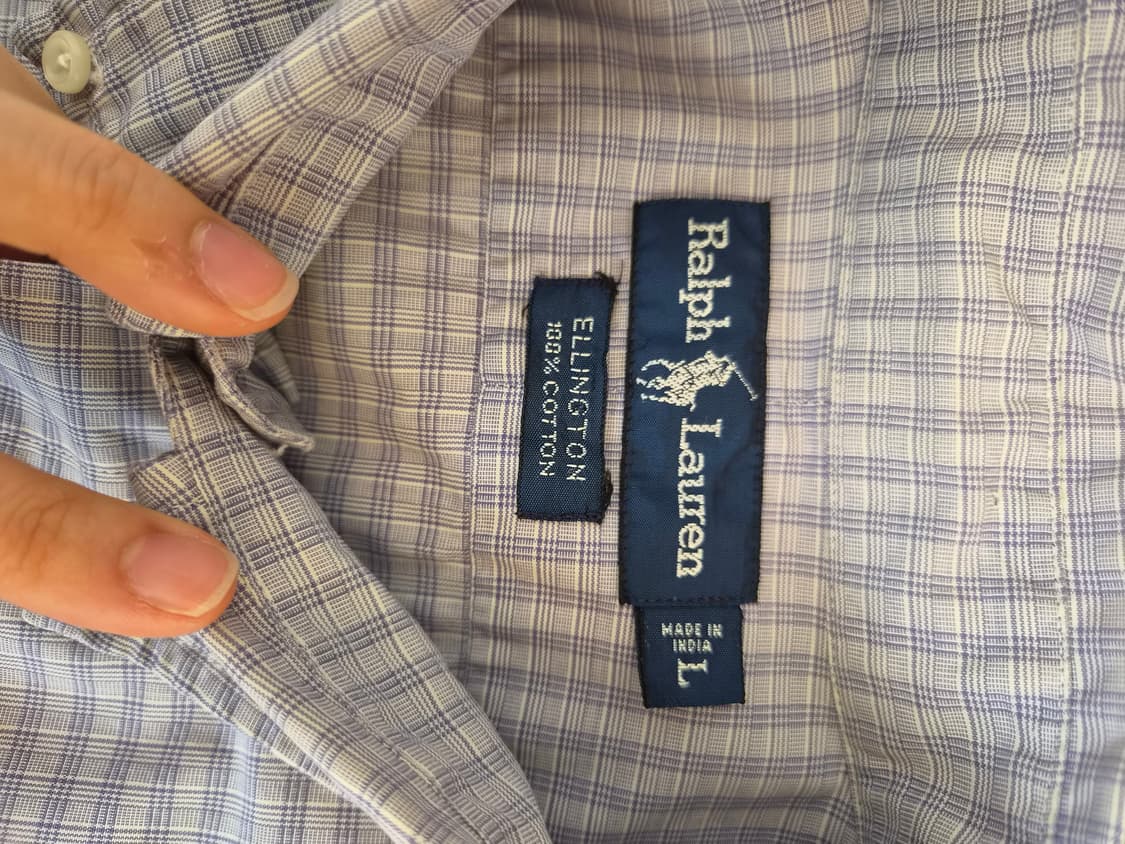 Ralph Lauren
MADE IN
INDIA
L
ELLINGTON
100% COTTON